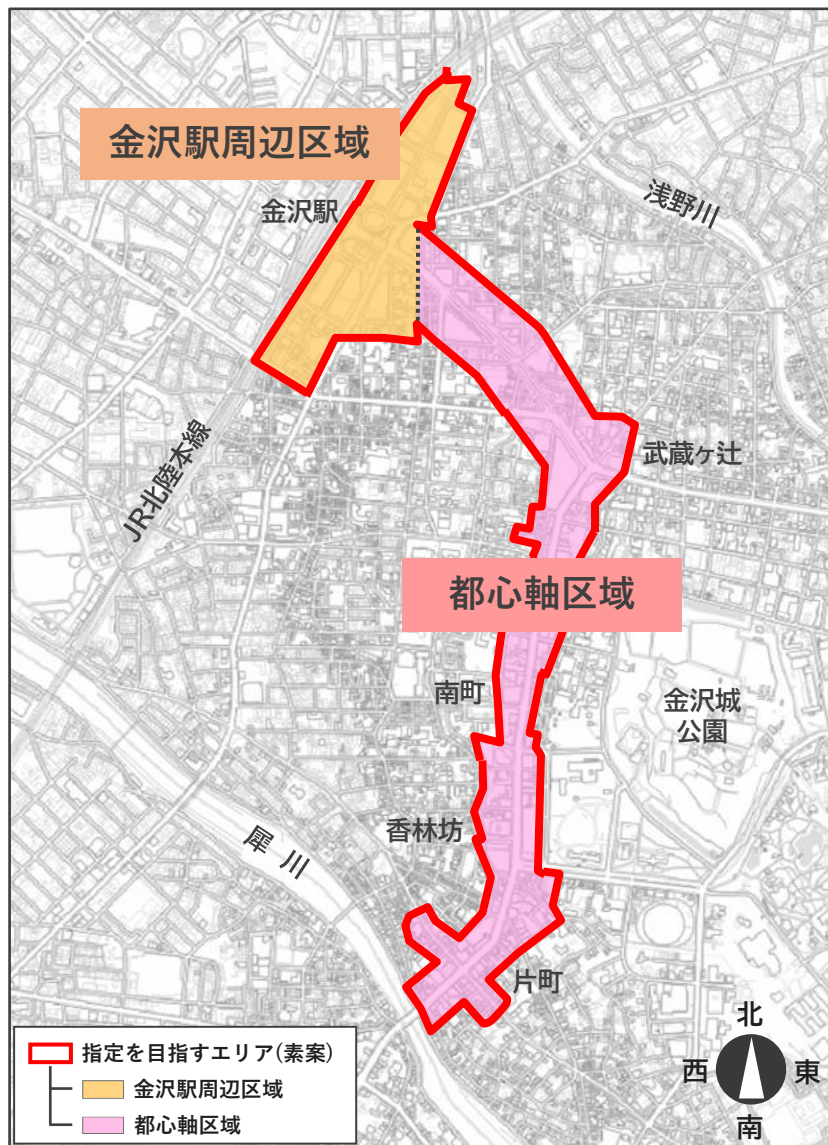 金沢駅周辺区域
金沢駅
浅野川
武蔵ヶ辻
JR北陸本線
都心軸区域
南町
金沢城
公園
香林坊
犀川
片町
北
西
東
南
指定を目指すエリア(素案)
金沢駅周辺区域
都心軸区域